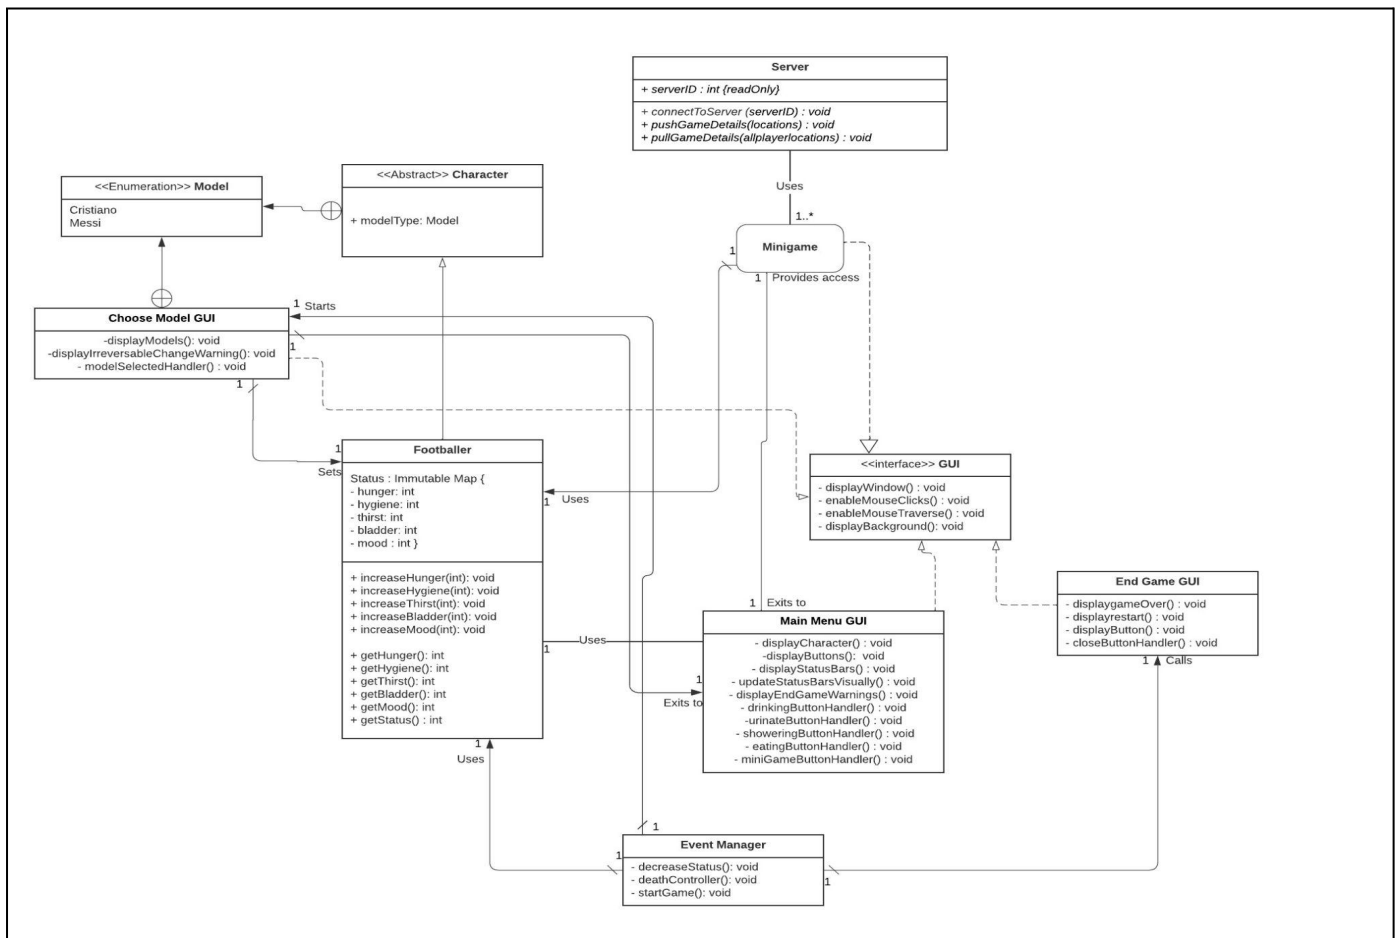 Server
+ serverID : int {readOnly}
+ connectToServer (serverID) : void
+ pushGameDetails(locations) : void
+ pullGameDetails(allplayerlocations) : void
Uses
1..*
Minigame
1
1 Provides access
<<Enumeration>> Model
Cristiano
Messi
<<Abstract>> Character
+ modelType: Model
Choose Model GUI
-displayModels(): void
-displayIrreversableChangeWarning(): void
- modelSelectedHandler() : void
1 Starts
1
1
1
Sets
Footballer
Status : Immutable Map {
- hunger: int
- hygiene: int
- thirst: int
- bladder: int
- mood : int }
+ increaseHunger(int): void
+ increaseHygiene(int): void
+ increaseThirst(int): void
+ increaseBladder(int): void
+ increaseMood(int): void
+ getHunger(): int
+ getHygiene(): int
+ getThirst(): int
+ getBladder(): int
+ getMood(): int
+ getStatus() : int
1 Uses
1
Uses
1
Uses
<<interface>> GUI
- displayWindow() : void
- enableMouseClicks() : void
- enableMouseTraverse() : void
- displayBackground(): void
1 Exits to
1
Exits to
Main Menu GUI
- displayCharacter() : void
-displayButtons(): void
- displayStatusBars() : void
- updateStatusBarsVisually() : void
- displayEndGameWarnings() : void
- drinkingButtonHandler() : void
-urinateButtonHandler() : void
- showeringButtonHandler() : void
- eatingButtonHandler() : void
- miniGameButtonHandler() : void
End Game GUI
- displaygameOver() : void
- displayrestart() : void
- displayButton() : void
- closeButtonHandler() : void
1 Calls
1
1
1
Event Manager
- decreaseStatus(): void
- deathController(): void
- startGame(): void